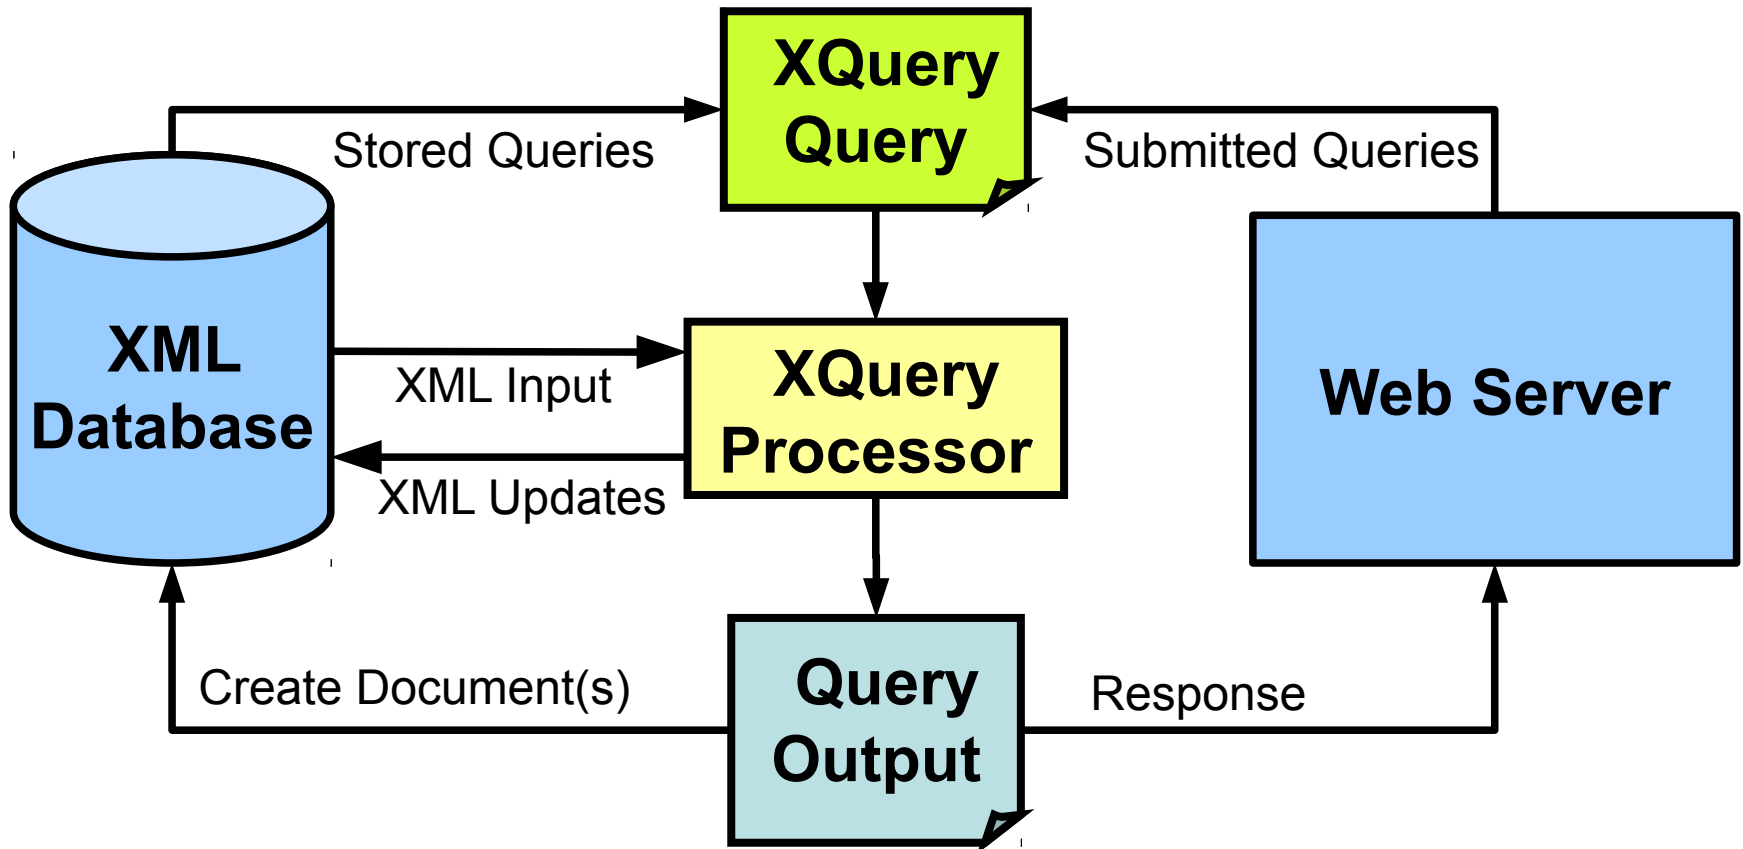 XQuery
Query
Stored Queries
Submitted Queries
XML
Database
XML Input
XML Updates
XQuery
Processor
Web Server
Create Document(s)
Query
Output
Response